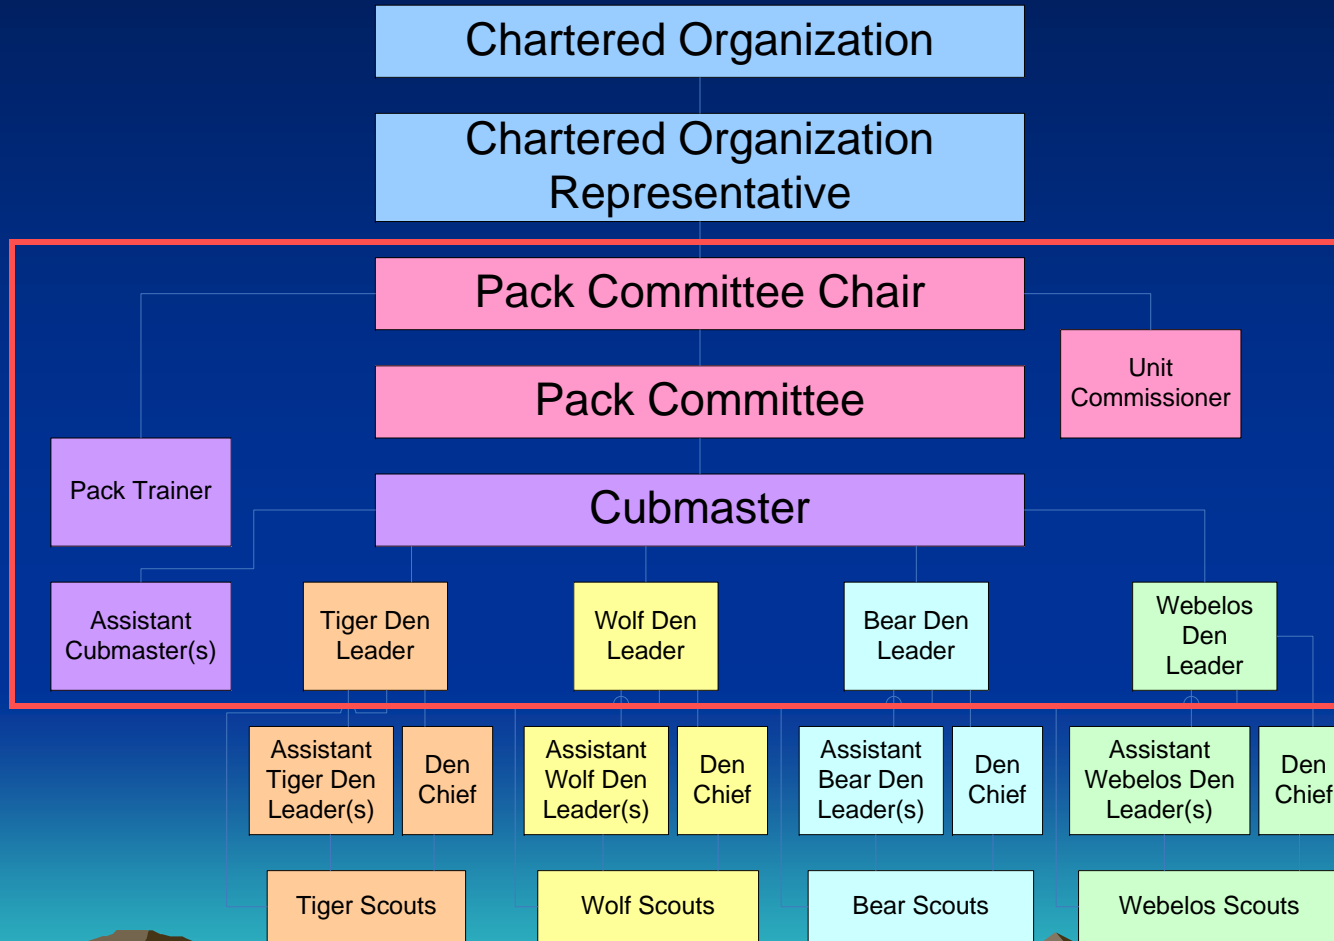 Chartered Organization
Chartered Organization
Representative
Pack Committee Chair
Unit
Commissioner
Pack Committee
Pack Trainer
Cubmaster
Assistant
Cubmaster(s)
Tiger Den
Leader
Wolf Den
Leader
Bear Den
Leader
Webelos
Den
Leader
Assistant
Tiger Den
Leader(s)
Den
Chief
Assistant
Wolf Den
Leader(s)
Den
Chief
Assistant
Bear Den
Leader(s)
Den
Chief
Assistant
Webelos Den
Leader(s)
Den
Chief
Tiger Scouts
Wolf Scouts
Bear Scouts
Webelos Scouts